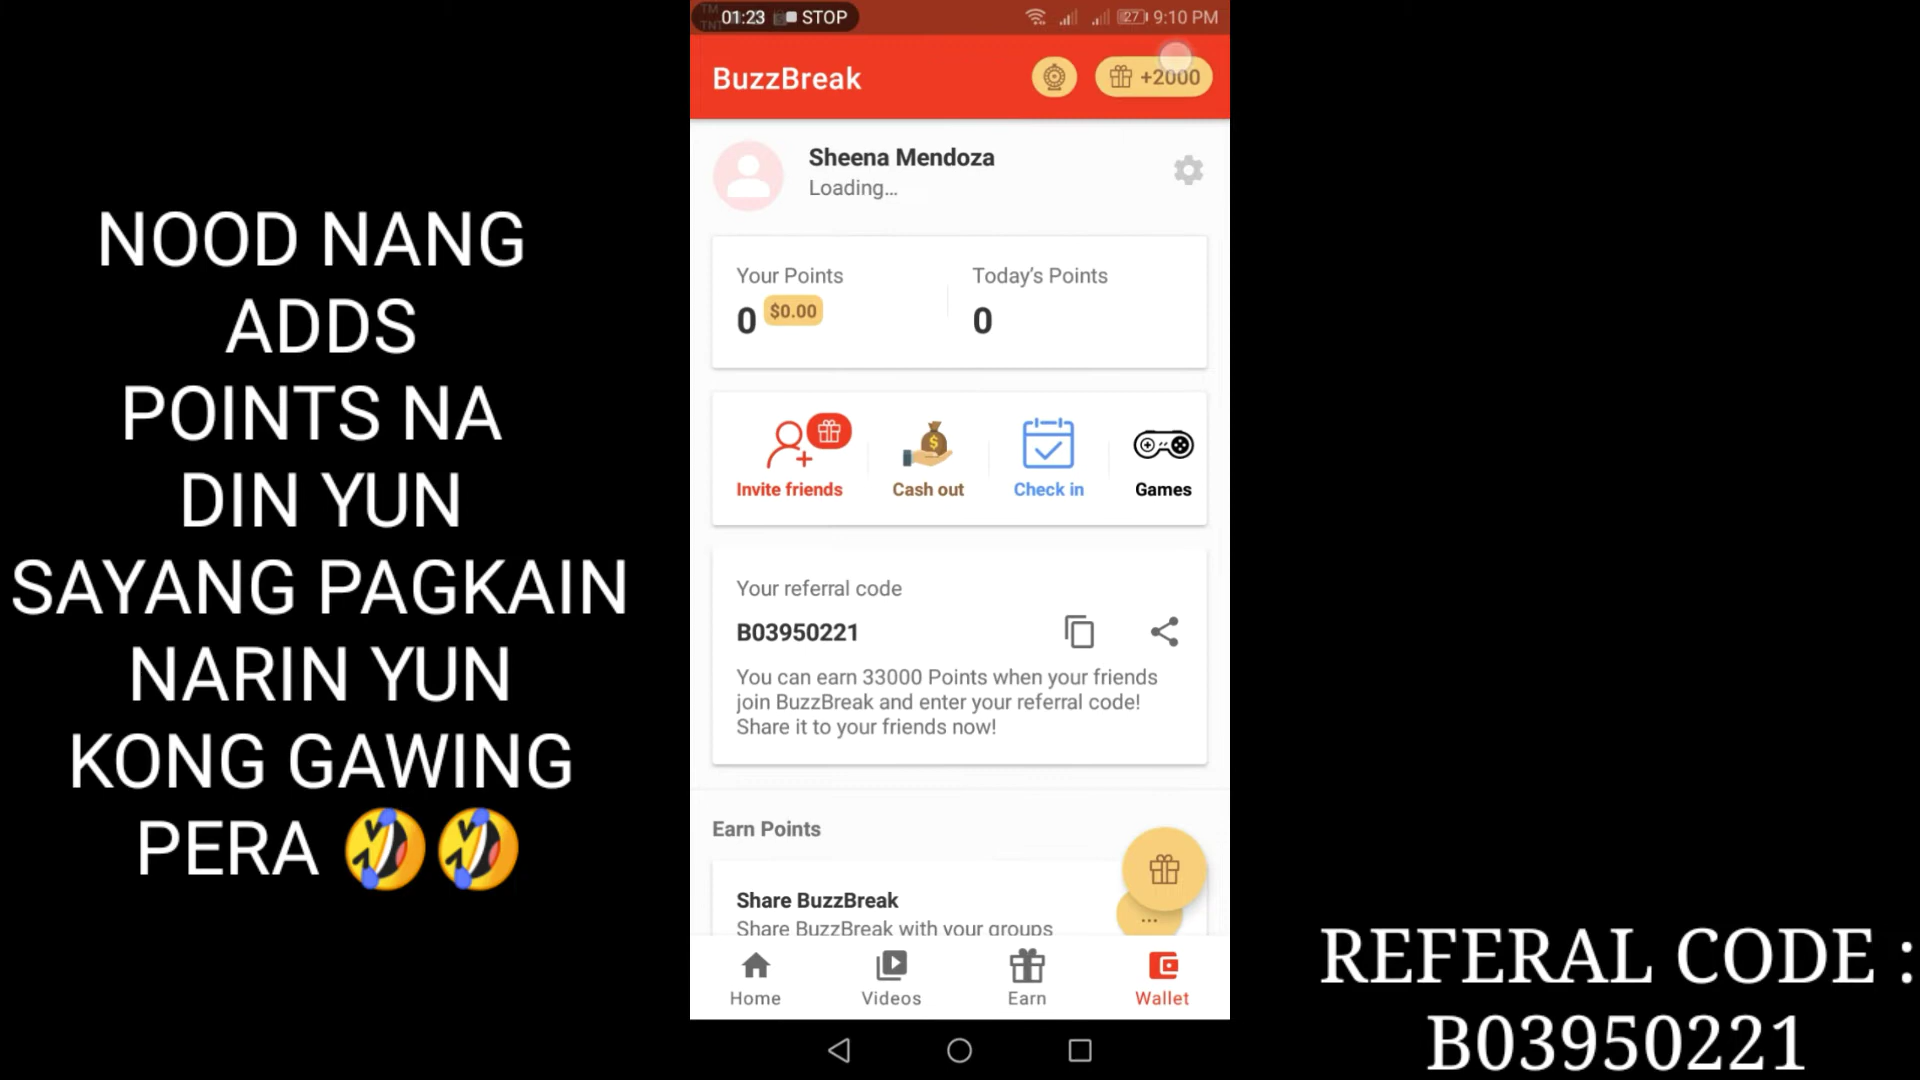 NOOD NANG
ADDS
POINTS NA
DIN YUN
SAYANG PAGKAIN
NARIN YUN
KONG GAWING
PERA 🤣🤣
01:23 STOP
27 9:10 PM
BuzzBreak
+2000
Sheena Mendoza
Loading...
Your Points
Today's Points
0 $0.00
0
Invite friends
Cash out
Check in
Games
Your referral code
B03950221
You can earn 33000 Points when your friends
join BuzzBreak and enter your referral code!
Share it to your friends now!
Earn Points
Share BuzzBreak
Share BuzzBreak with your groups
...
Home
Videos
Earn
Wallet
REFERAL CODE :
B03950221